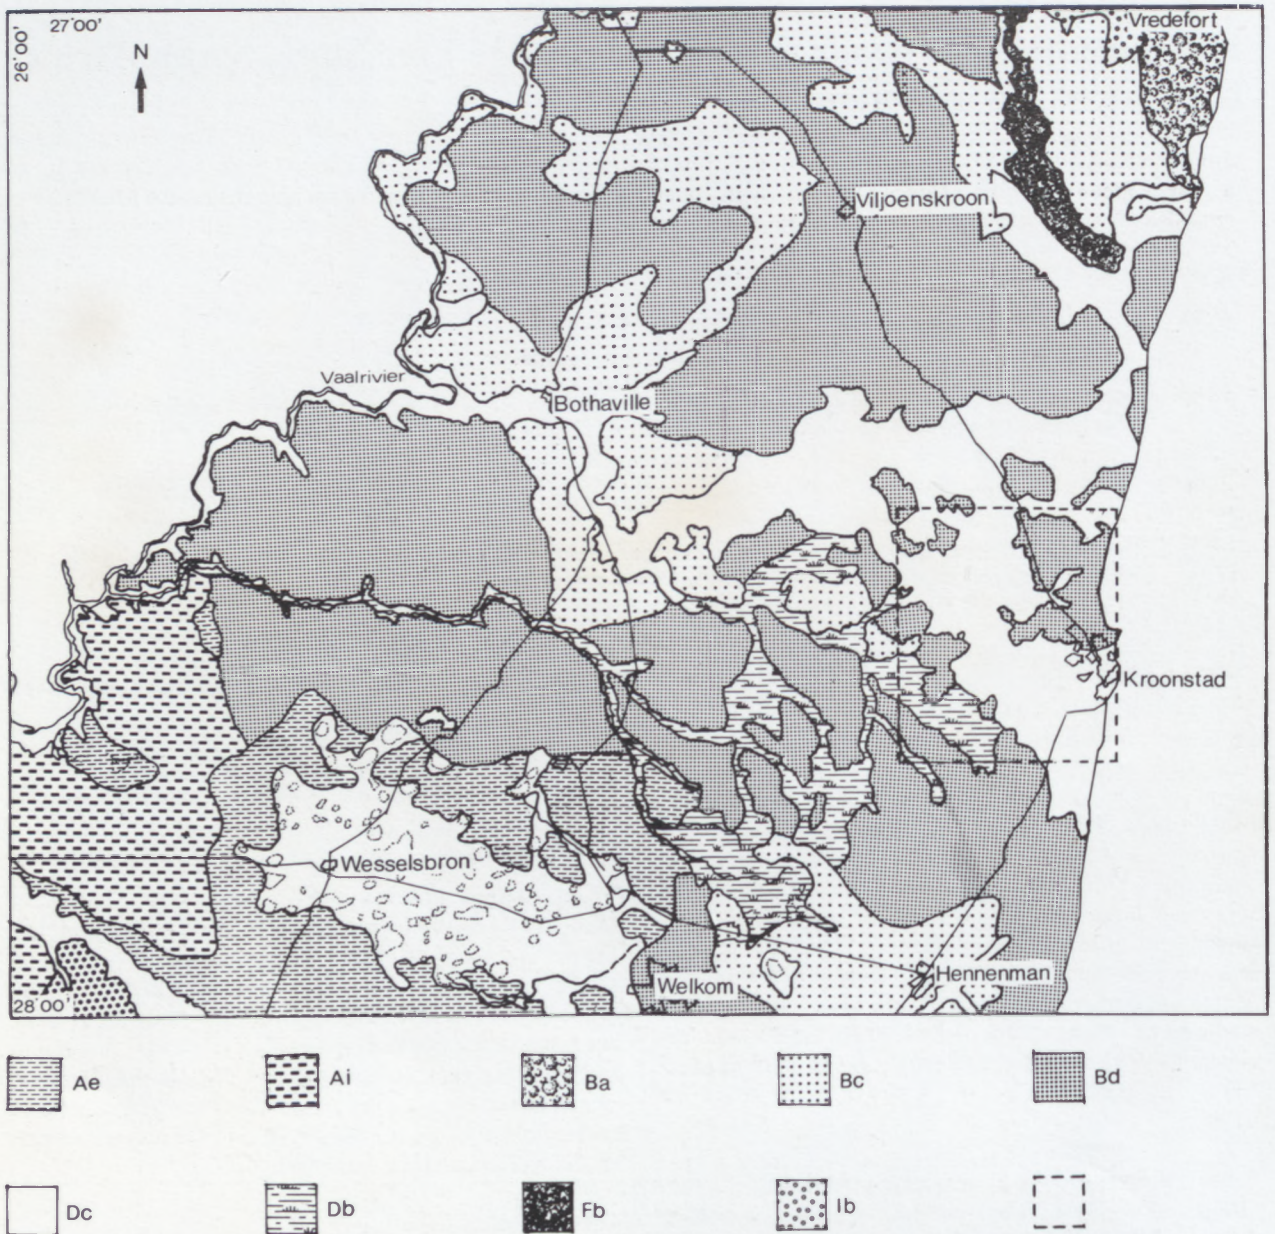 27°00'
26°00'
N
Vredefort
Viljoenskroon
Vaalrivier
Bothaville
Kroonstad
Wesselsbron
Welkom
Hennenman
28°00'
Ae
Ai
Ba
Bc
Bd
Dc
Db
Fb
Ib